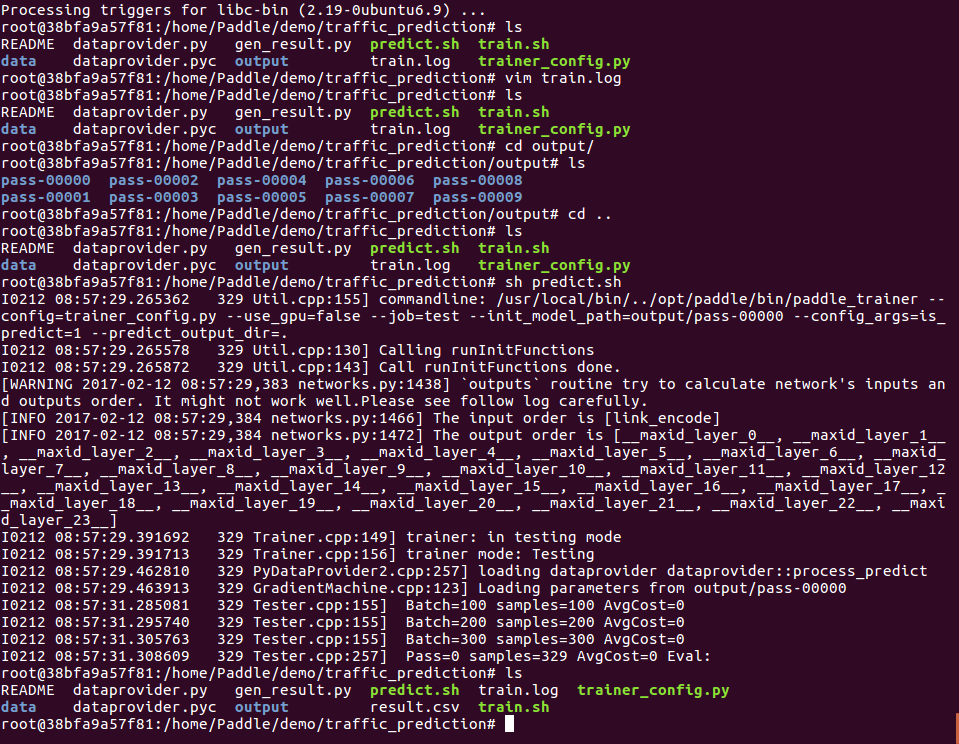 Processing triggers for libc-bin (2.19-0ubuntu6.9) ...
root@38bfa9a57f81:/home/Paddle/demo/traffic_prediction# ls
README  dataprovider.py   gen_result.py  predict.sh  train.sh
data    dataprovider.pyc  output         train.log   trainer_config.py
root@38bfa9a57f81:/home/Paddle/demo/traffic_prediction# vim train.log
root@38bfa9a57f81:/home/Paddle/demo/traffic_prediction# ls
README  dataprovider.py   gen_result.py  predict.sh  train.sh
data    dataprovider.pyc  output         train.log   trainer_config.py
root@38bfa9a57f81:/home/Paddle/demo/traffic_prediction# cd output/
root@38bfa9a57f81:/home/Paddle/demo/traffic_prediction/output# ls
pass-00000  pass-00002  pass-00004  pass-00006  pass-00008
pass-00001  pass-00003  pass-00005  pass-00007  pass-00009
root@38bfa9a57f81:/home/Paddle/demo/traffic_prediction/output# cd ..
root@38bfa9a57f81:/home/Paddle/demo/traffic_prediction# ls
README  dataprovider.py   gen_result.py  predict.sh  train.sh
data    dataprovider.pyc  output         train.log   trainer_config.py
root@38bfa9a57f81:/home/Paddle/demo/traffic_prediction# sh predict.sh
I0212 08:57:29.265362   329 Util.cpp:155] commandline: /usr/local/bin/../opt/paddle/bin/paddle_trainer --
config=trainer_config.py --use_gpu=false --job=test --init_model_path=output/pass-00000 --config_args=is_
predict=1 --predict_output_dir=.
I0212 08:57:29.265578   329 Util.cpp:130] Calling runInitFunctions
I0212 08:57:29.265872   329 Util.cpp:143] Call runInitFunctions done.
[WARNING 2017-02-12 08:57:29,383 networks.py:1438] `outputs` routine try to calculate network's inputs an
d outputs order. It might not work well.Please see follow log carefully.
[INFO 2017-02-12 08:57:29,384 networks.py:1466] The input order is [link_encode]
[INFO 2017-02-12 08:57:29,384 networks.py:1472] The output order is [__maxid_layer_0__, __maxid_layer_1__
, __maxid_layer_2__, __maxid_layer_3__, __maxid_layer_4__, __maxid_layer_5__, __maxid_layer_6__, __maxid_
layer_7__, __maxid_layer_8__, __maxid_layer_9__, __maxid_layer_10__, __maxid_layer_11__, __maxid_layer_12
__, __maxid_layer_13__, __maxid_layer_14__, __maxid_layer_15__, __maxid_layer_16__, __maxid_layer_17__, _
_maxid_layer_18__, __maxid_layer_19__, __maxid_layer_20__, __maxid_layer_21__, __maxid_layer_22__, __maxi
d_layer_23__]
I0212 08:57:29.391692   329 Trainer.cpp:149] trainer: in testing mode
I0212 08:57:29.391713   329 Trainer.cpp:156] trainer mode: Testing
I0212 08:57:29.462810   329 PyDataProvider2.cpp:257] loading dataprovider dataprovider::process_predict
I0212 08:57:29.463913   329 GradientMachine.cpp:123] Loading parameters from output/pass-00000
I0212 08:57:31.285081   329 Tester.cpp:155]  Batch=100 samples=100 AvgCost=0
I0212 08:57:31.295740   329 Tester.cpp:155]  Batch=200 samples=200 AvgCost=0
I0212 08:57:31.305763   329 Tester.cpp:155]  Batch=300 samples=300 AvgCost=0
I0212 08:57:31.308609   329 Tester.cpp:257]  Pass=0 samples=329 AvgCost=0 Eval:
root@38bfa9a57f81:/home/Paddle/demo/traffic_prediction# ls
README  dataprovider.py   gen_result.py  predict.sh  train.log  trainer_config.py
data    dataprovider.pyc  output         result.csv  train.sh
root@38bfa9a57f81:/home/Paddle/demo/traffic_prediction#